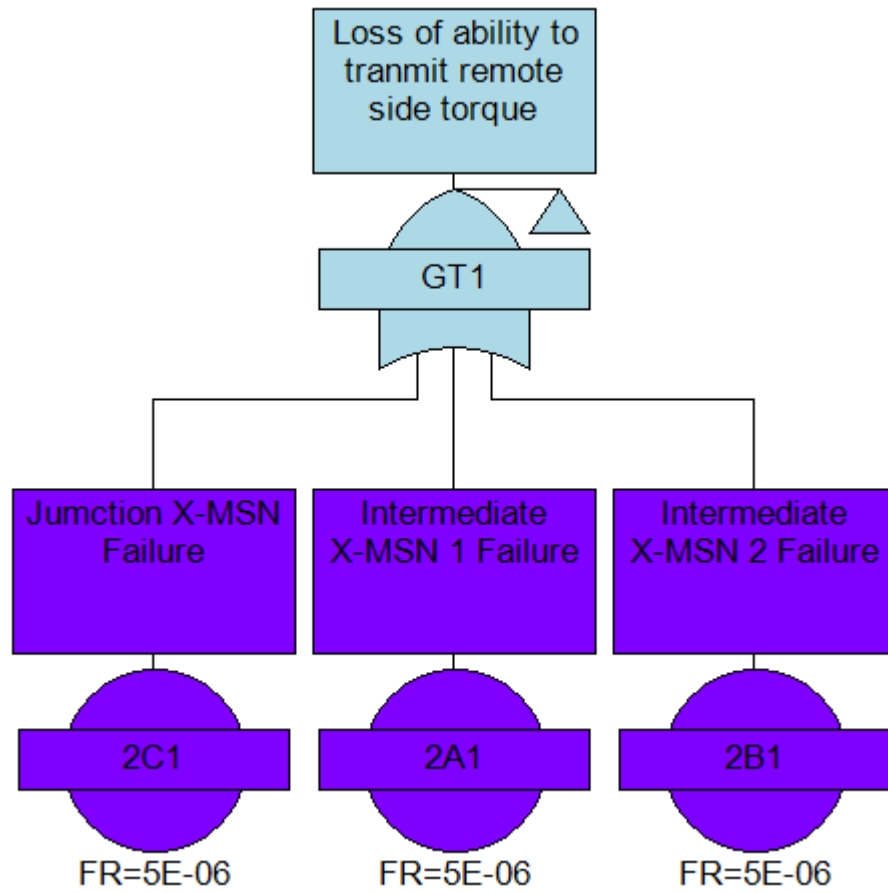 Loss of ability to
tranmit remote
side torque
GT1
Jumction X-MSN
Failure
Intermediate
X-MSN 1 Failure
Intermediate
X-MSN 2 Failure
2C1
2A1
2B1
FR=5E-06
FR=5E-06
FR=5E-06